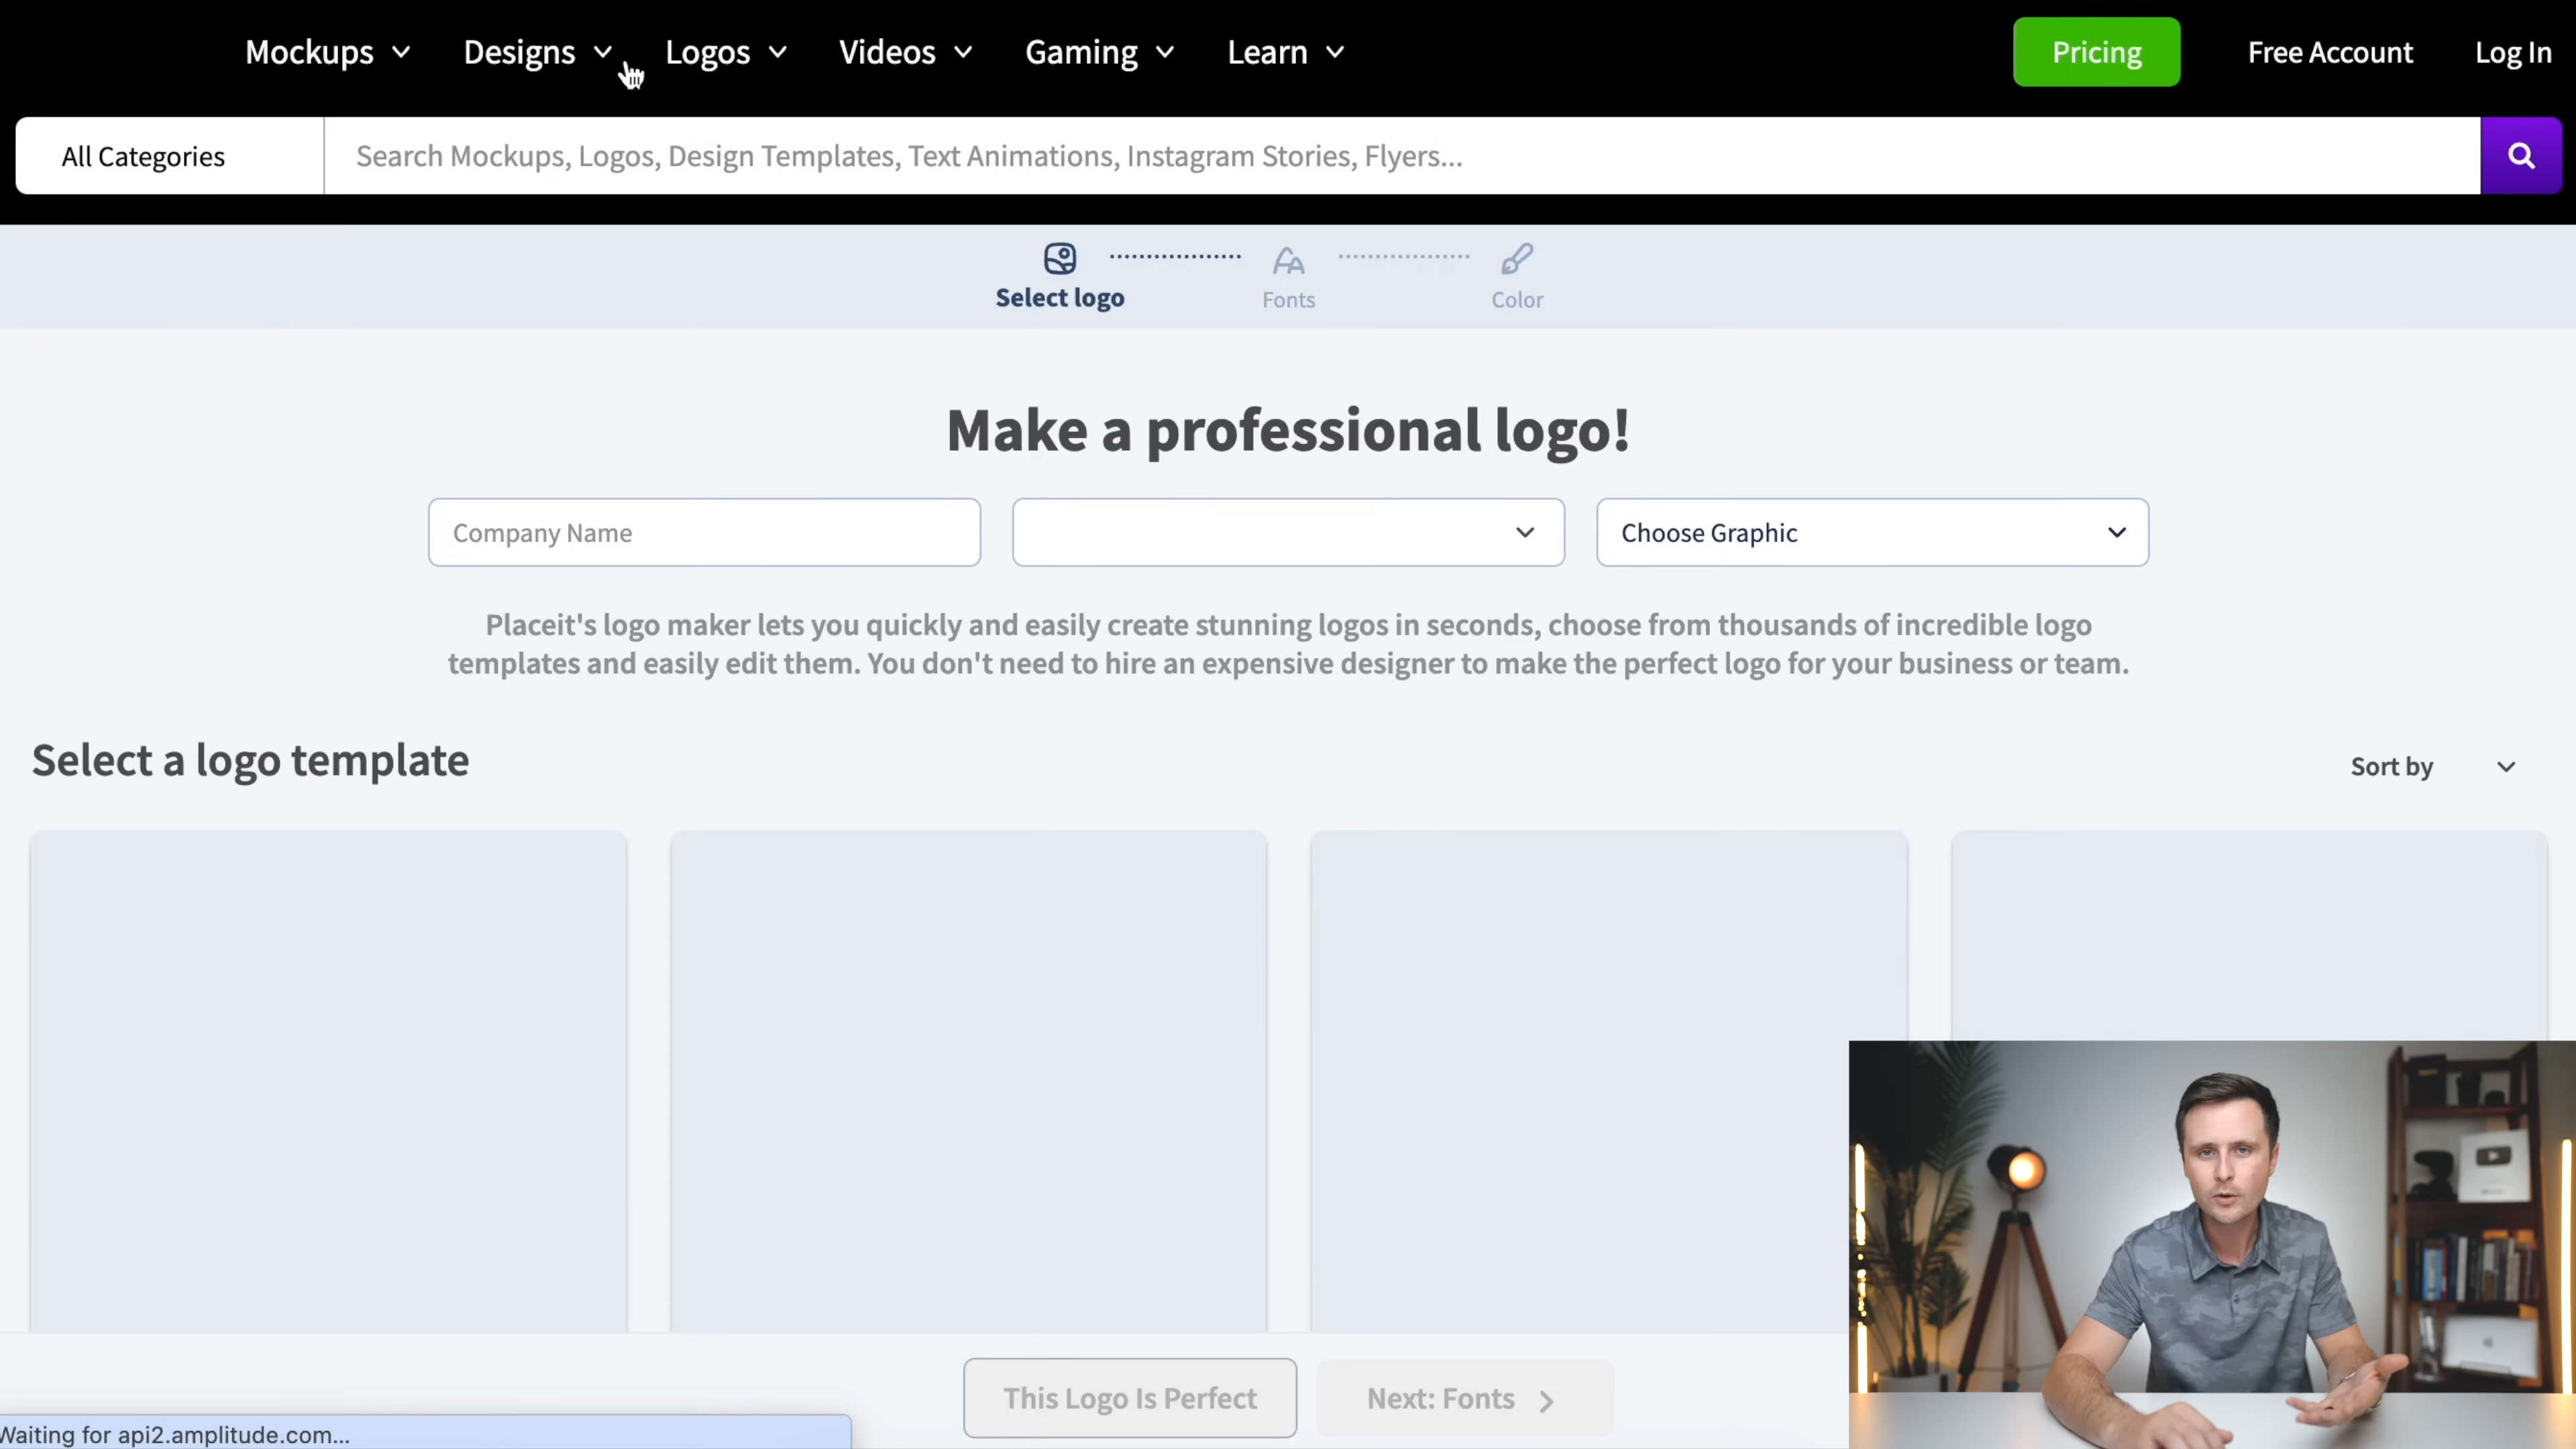 Mockups Designs Logos Videos Gaming Learn Pricing Free Account Log In
All Categories Search Mockups, Logos, Design Templates, Text Animations, Instagram Stories, Flyers...
Select logo Fonts Color
Make a professional logo!
Company Name Choose Graphic
Placeit's logo maker lets you quickly and easily create stunning logos in seconds, choose from thousands of incredible logo
templates and easily edit them. You don't need to hire an expensive designer to make the perfect logo for your business or team.
Select a logo template Sort by
This Logo Is Perfect Next: Fonts
Waiting for api2.amplitude.com...